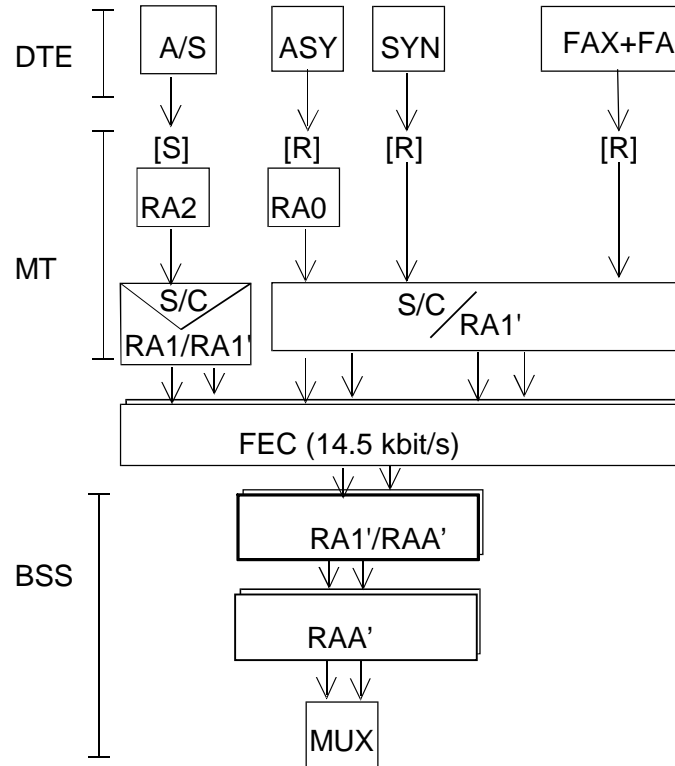 DTE
A/S
ASY
SYN
FAX+FA
[S]
[R]
[R]
[R]
RA2
RA0
MT
S/C
RA1/RA1'
S/C
RA1'
FEC (14.5 kbit/s)
BSS
RA1'/RAA’
RAA’
MUX